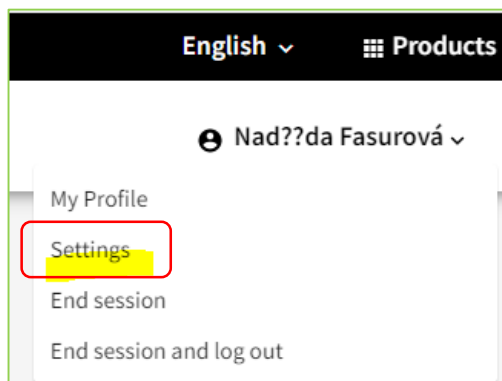 English Products
Nad??da Fasurová
My Profile
Settings
End session
End session and log out